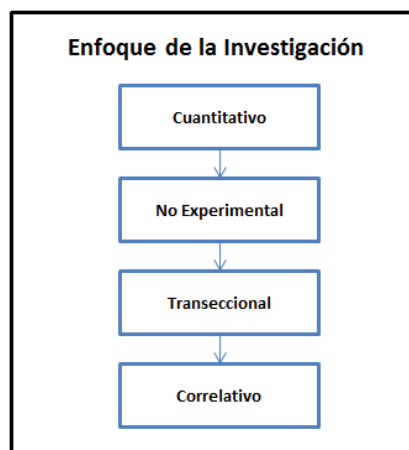 Enfoque de la Investigación
Cuantitativo
No Experimental
Transeccional
Correlativo